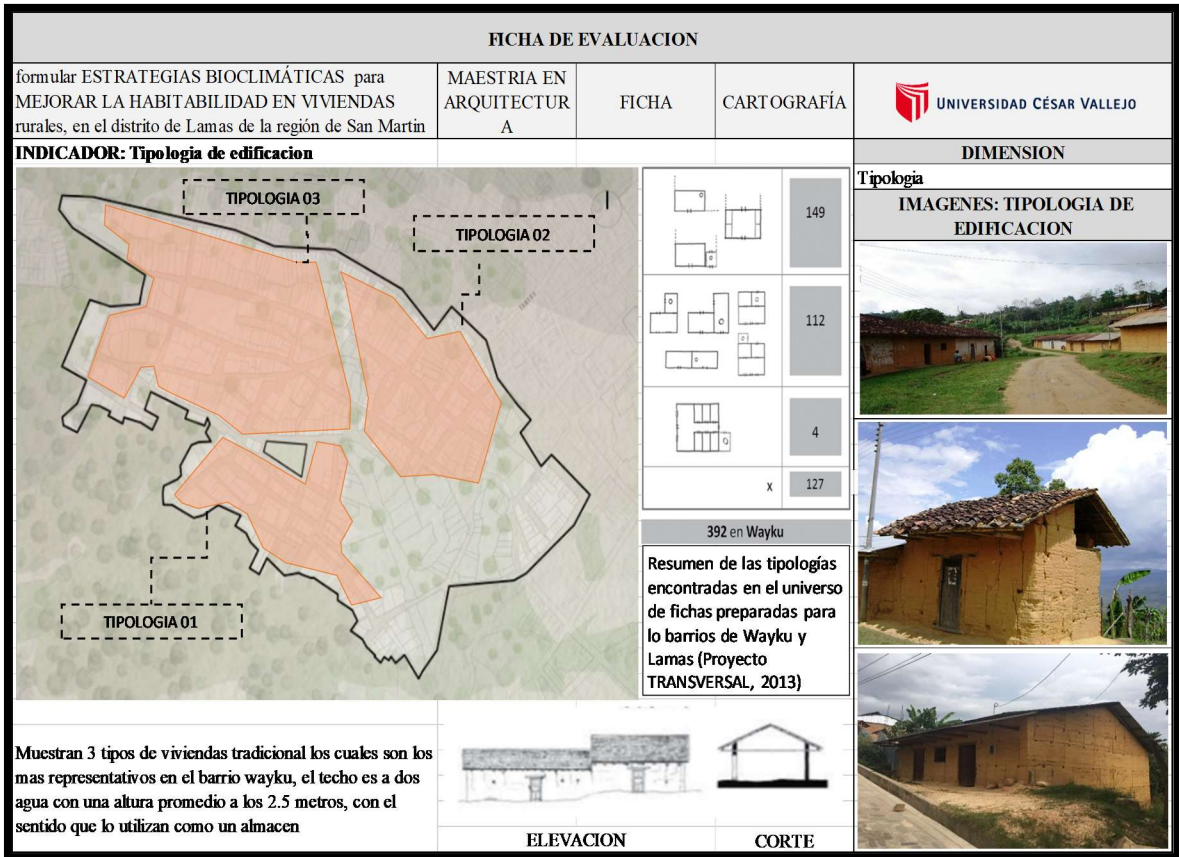 FICHA DE EVALUACION
formular ESTRATEGIAS BIOCLIMÁTICAS para
MEJORAR LA HABITABILIDAD EN VIVIENDAS
rurales, en el distrito de Lamas de la región de San Martin
MAESTRIA EN
ARQUITECTUR
A
FICHA
CARTOGRAFÍA
UNIVERSIDAD CÉSAR VALLEJO
INDICADOR: Tipologia de edificacion
DIMENSION
Tipologia
IMAGENES: TIPOLOGIA DE
EDIFICACION
TIPOLOGIA 03
TIPOLOGIA 02
TIPOLOGIA 01
149
112
4
x 127
392 en Wayku
Resumen de las tipologías
encontradas en el universo
de fichas preparadas para
lo barrios de Wayku y
Lamas (Proyecto
TRANSVERSAL, 2013)
Muestran 3 tipos de viviendas tradicional los cuales son los
mas representativos en el barrio wayku, el techo es a dos
agua con una altura promedio a los 2.5 metros, con el
sentido que lo utilizan como un almacen
ELEVACION
CORTE